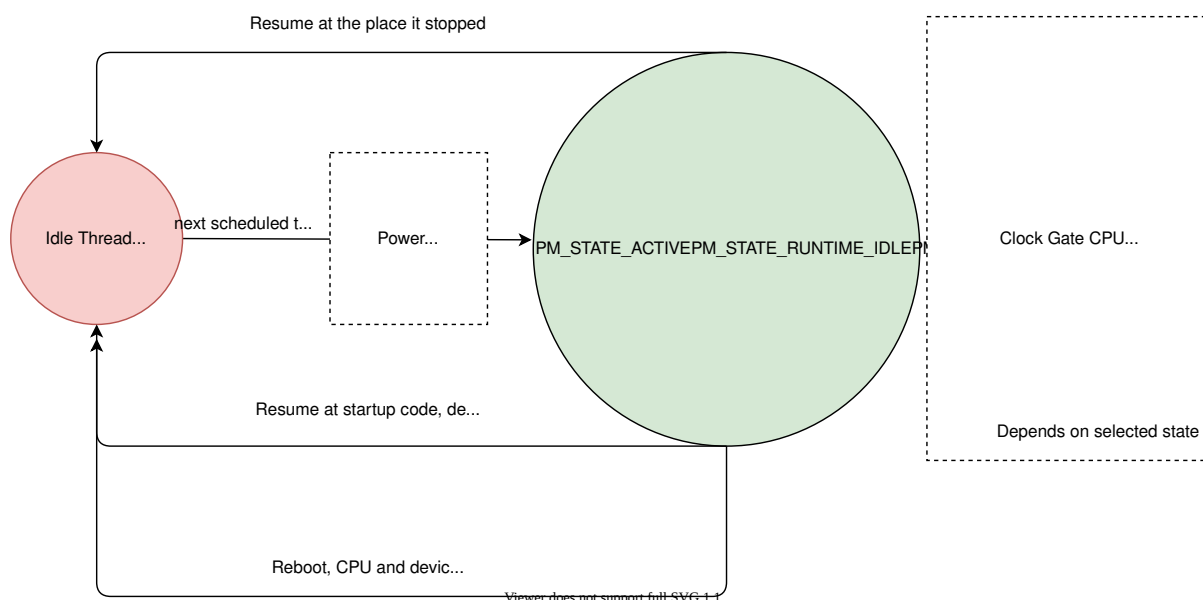 Resume at the place it stopped
Idle Thread...
next scheduled t...
Power...
PM_STATE_ACTIVEPM_STATE_RUNTIME_IDLEP
Clock Gate CPU...
Resume at startup code, de...
Depends on selected state
Reboot, CPU and devic...
Viewer does not support full SVG 1.1